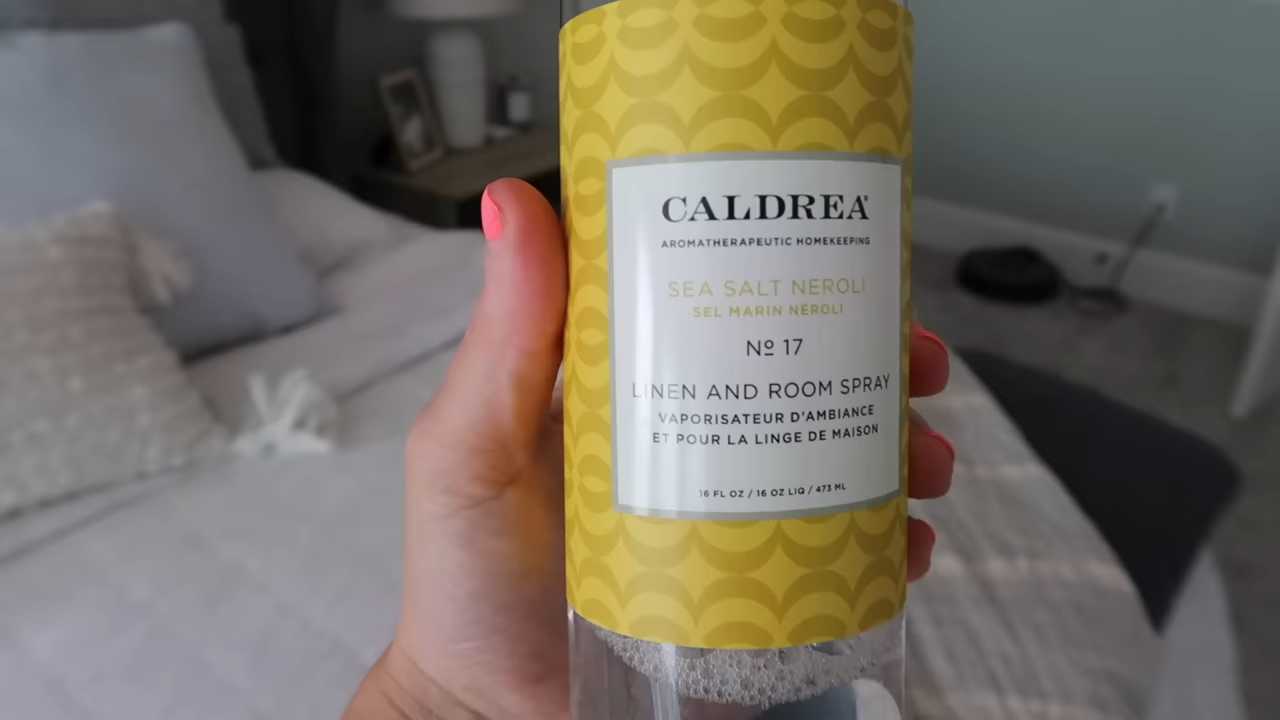 CALDREA®
AROMATHERAPEUTIC HOMEKEEPING
SEA SALT NEROLI
SEL MARIN NÉROLI
Nº 17
LINEN AND ROOM SPRAY
VAPORISATEUR D'AMBIANCE
ET POUR LA LINGE DE MAISON
16 FL OZ / 16 OZ LIQ / 473 ML